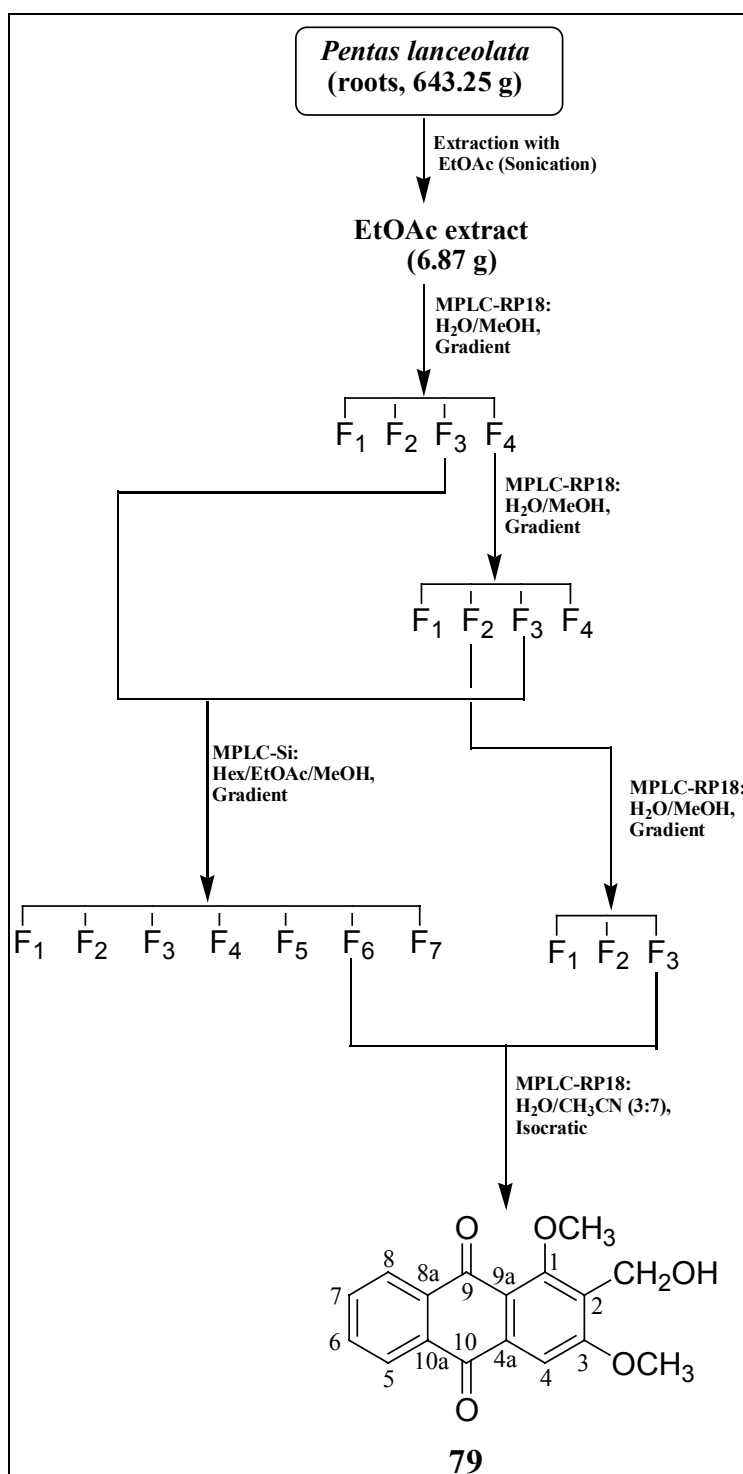 Pentas lanceolata
(roots, 643.25 g)
Extraction with
EtOAc (Sonication)
EtOAc extract
(6.87 g)
MPLC-RP18:
H₂O/MeOH,
Gradient
F₁ F₂ F₃ F₄
MPLC-RP18:
H₂O/MeOH,
Gradient
F₁ F₂ F₃ F₄
MPLC-Si:
Hex/EtOAc/MeOH,
Gradient
MPLC-RP18:
H₂O/MeOH,
Gradient
F₁ F₂ F₃ F₄ F₅ F₆ F₇
F₁ F₂ F₃
MPLC-RP18:
H₂O/CH₃CN (3:7),
Isocratic
O OCH₃
8 8a 9 9a 1 CH₂OH
7 2
6 10 3
5 10a 4a 4 OCH₃
O
79